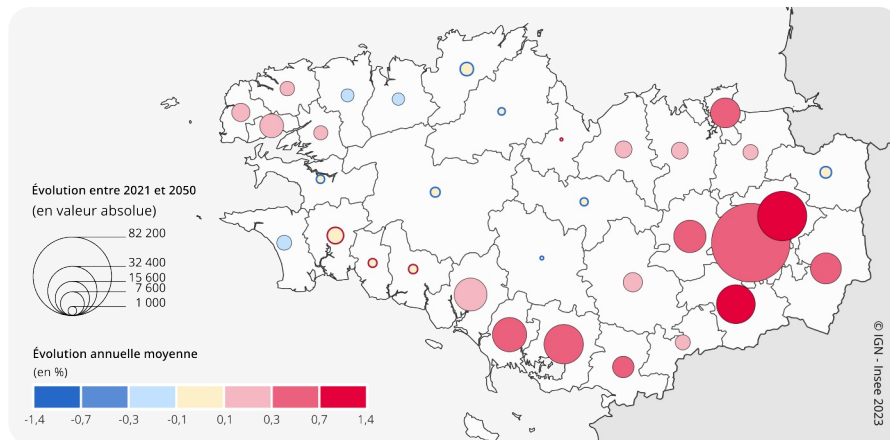 Évolution entre 2021 et 2050
(en valeur absolue)
82 200
32 400
15 600
7 600
1 000
Évolution annuelle moyenne
(en %)
-1,4 -0,7 -0,3 -0,1 0,1 0,3 0,7 1,4
© IGN - Insee 2023